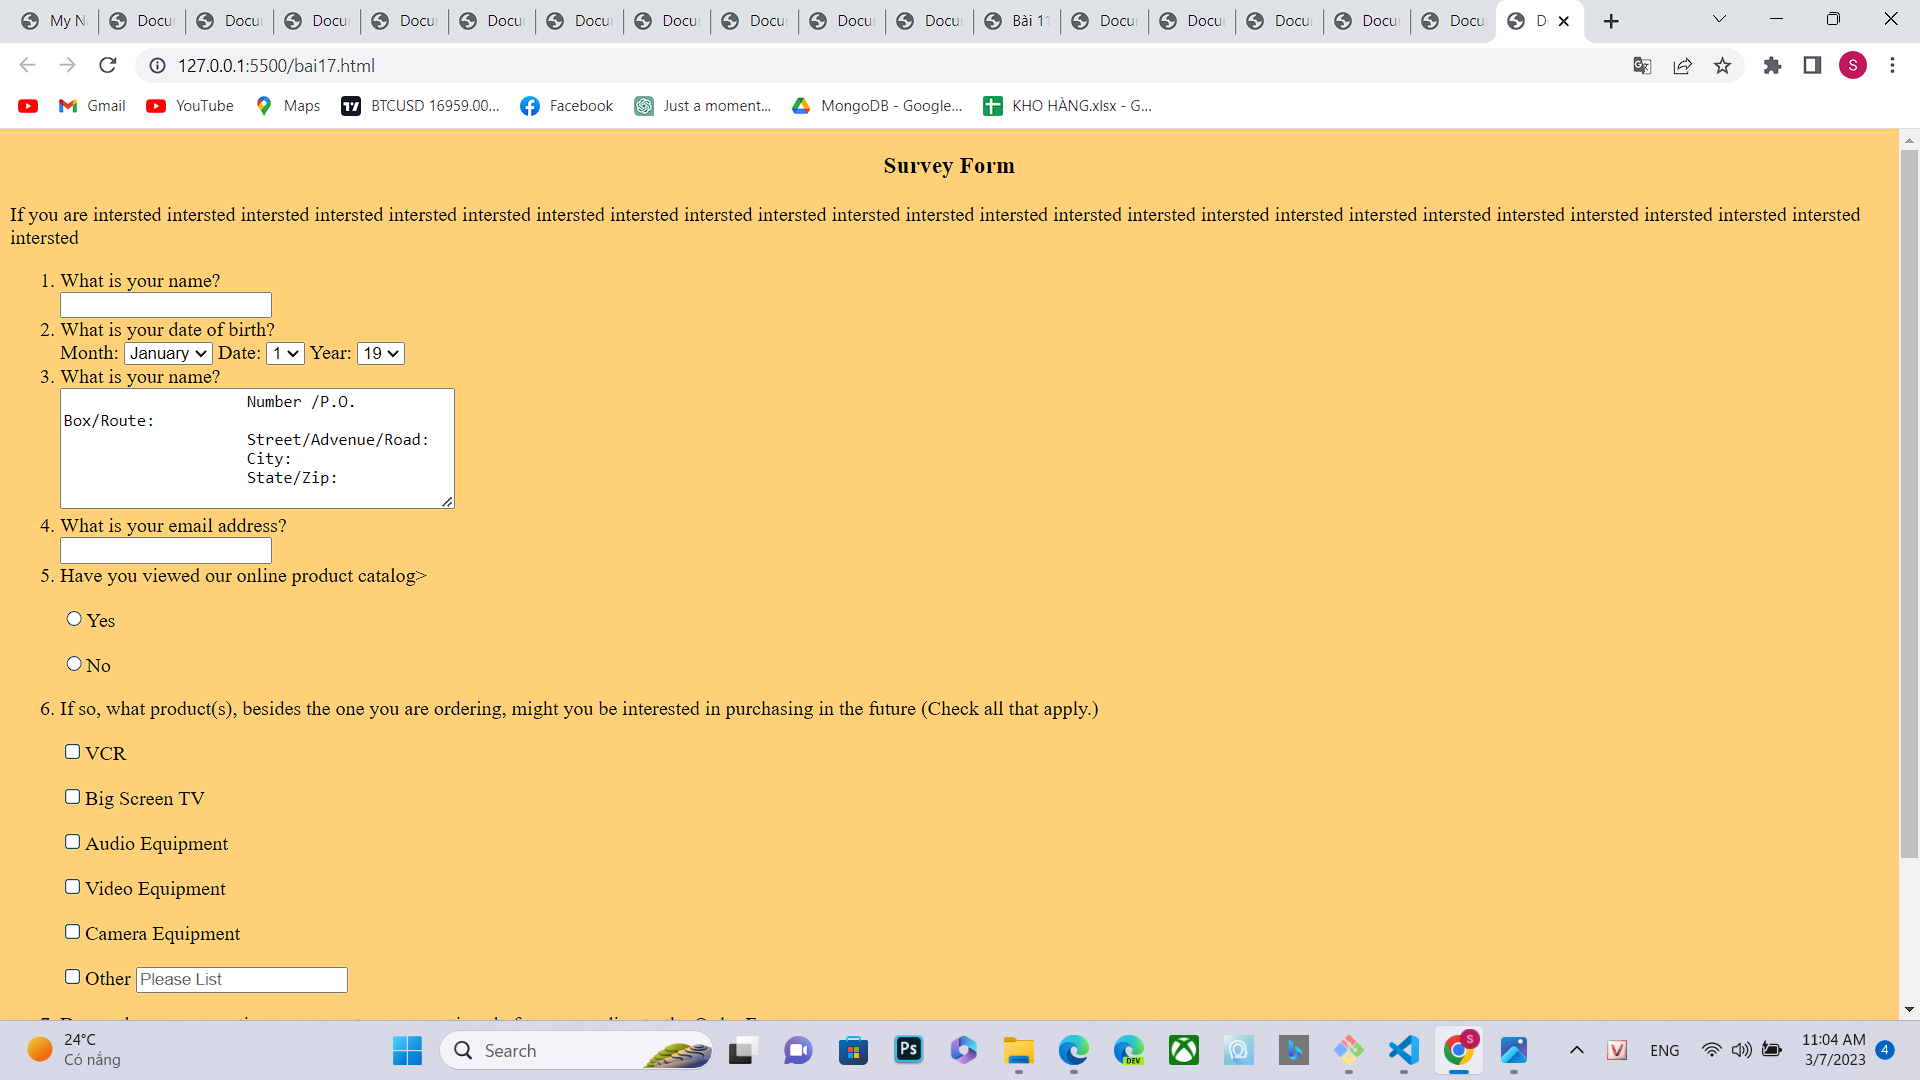 My N
Docu
Docu
Docu
Docu
Docu
Docu
Docu
Docu
Docu
Docu
Bài 11
Docu
Docu
Docu
Docu
Docu
D
127.0.0.1:5500/bai17.html
S
Gmail
YouTube
Maps
BTCUSD 16959.00...
Facebook
Just a moment...
MongoDB - Google...
KHO HÀNG.xlsx - G...
Survey Form
If you are intersted intersted intersted intersted intersted intersted intersted intersted intersted intersted intersted intersted intersted intersted intersted intersted intersted intersted intersted intersted intersted intersted intersted intersted
intersted
1. What is your name?
2. What is your date of birth?
Month: January Date: 1 Year: 19
3. What is your name?
Number /P.O.
Box/Route:
Street/Advenue/Road:
City:
State/Zip:
4. What is your email address?
5. Have you viewed our online product catalog>
Yes
No
6. If so, what product(s), besides the one you are ordering, might you be interested in purchasing in the future (Check all that apply.)
VCR
Big Screen TV
Audio Equipment
Video Equipment
Camera Equipment
Other Please List
24°C
Có nắng
Search
Ps
DEV
S
V
ENG
11:04 AM
3/7/2023
4